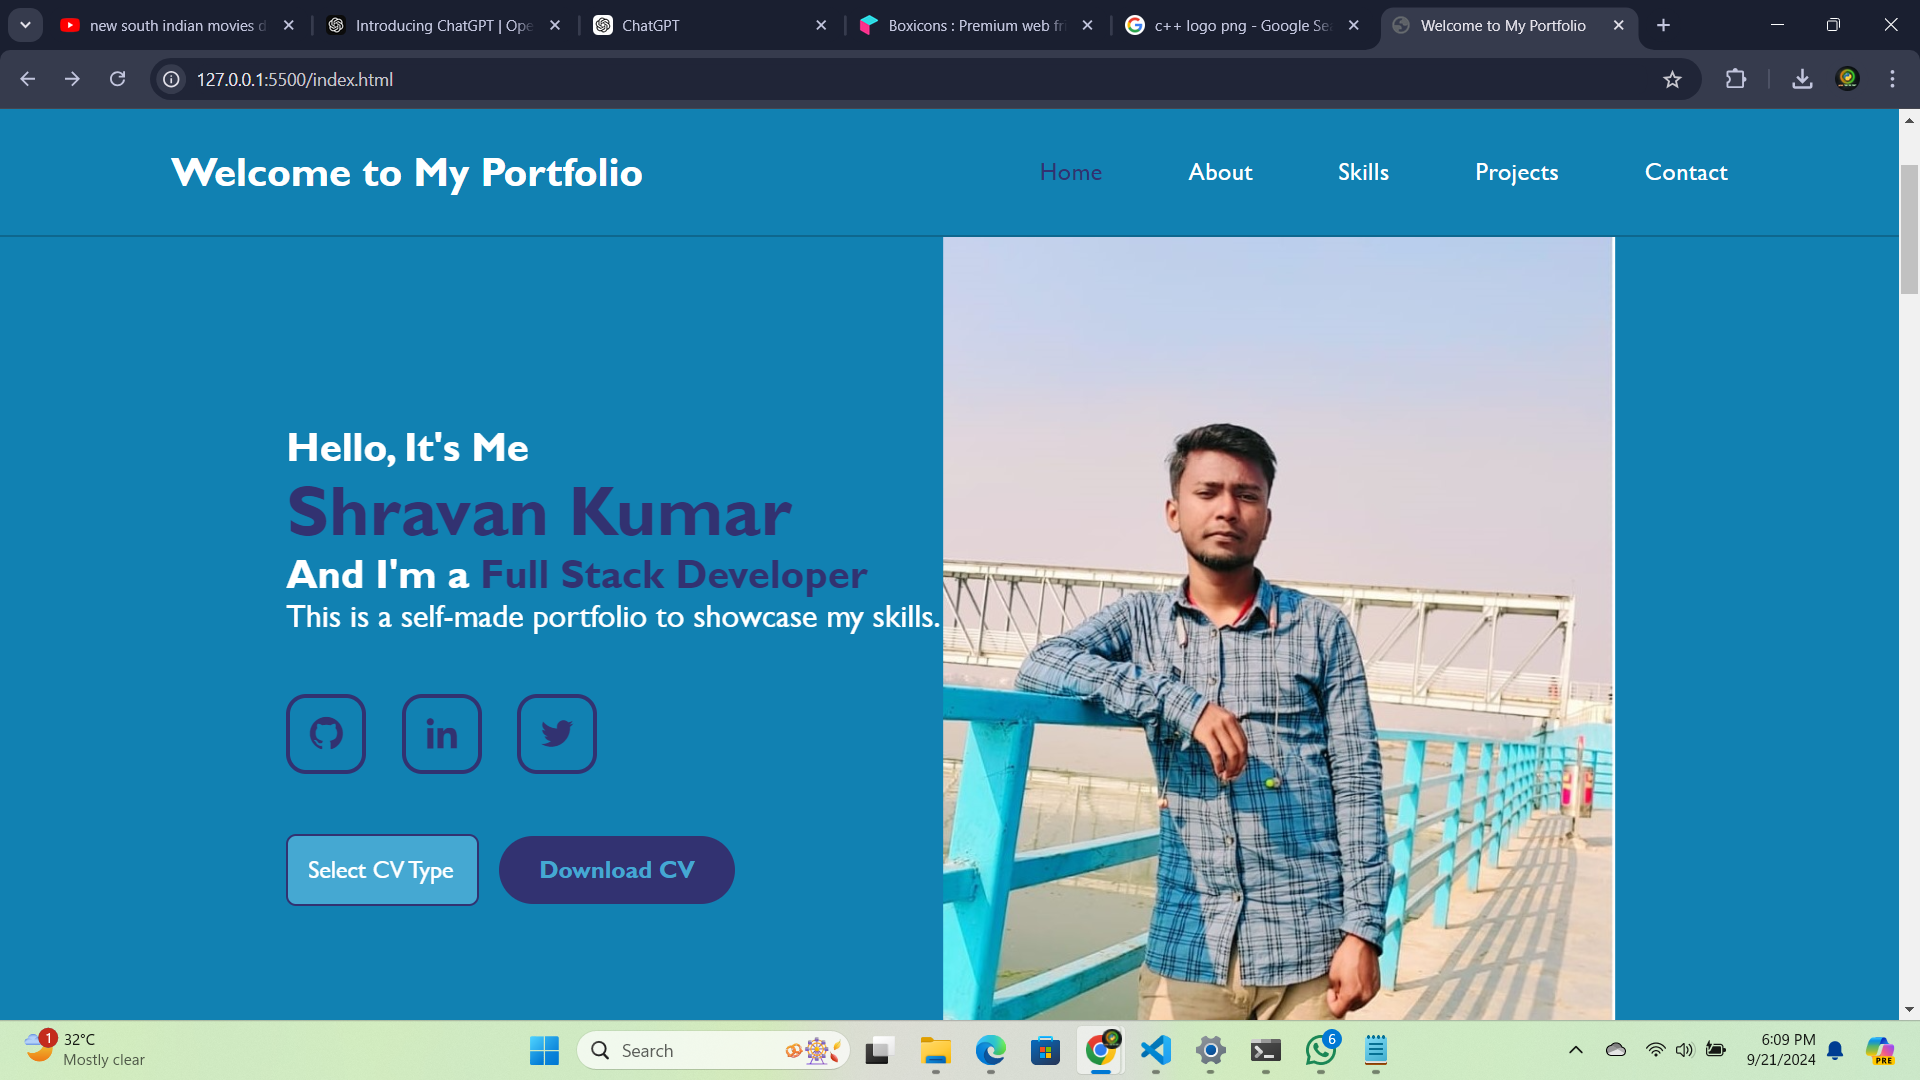 new south indian movies d
Introducing ChatGPT | Ope
ChatGPT
Boxicons : Premium web fri
c++ logo png - Google Sea
Welcome to My Portfolio
127.0.0.1:5500/index.html
Welcome to My Portfolio
Home
About
Skills
Projects
Contact
Hello, It's Me
Shravan Kumar
And I'm a Full Stack Developer
This is a self-made portfolio to showcase my skills.
in
Select CV Type
Download CV
1
32°C
Mostly clear
Search
6
6:09 PM
9/21/2024
PRE